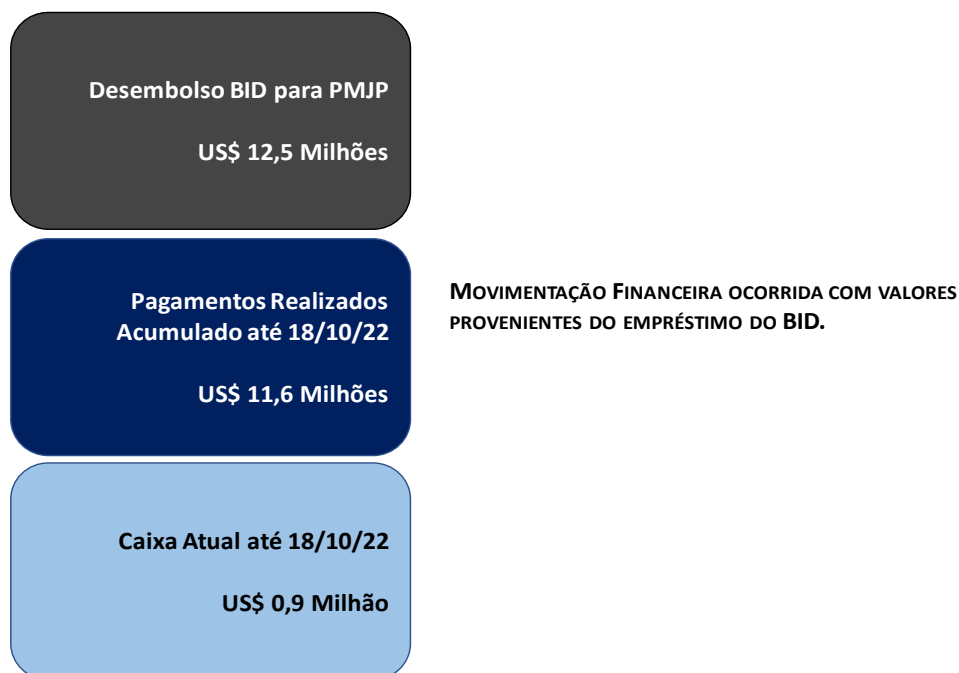 Desembolso BID para PMJP
US$ 12,5 Milhões
Pagamentos Realizados
Acumulado até 18/10/22
US$ 11,6 Milhões
MOVIMENTAÇÃO FINANCEIRA OCORRIDA COM VALORES
PROVENIENTES DO EMPRÉSTIMO DO BID.
Caixa Atual até 18/10/22
US$ 0,9 Milhão